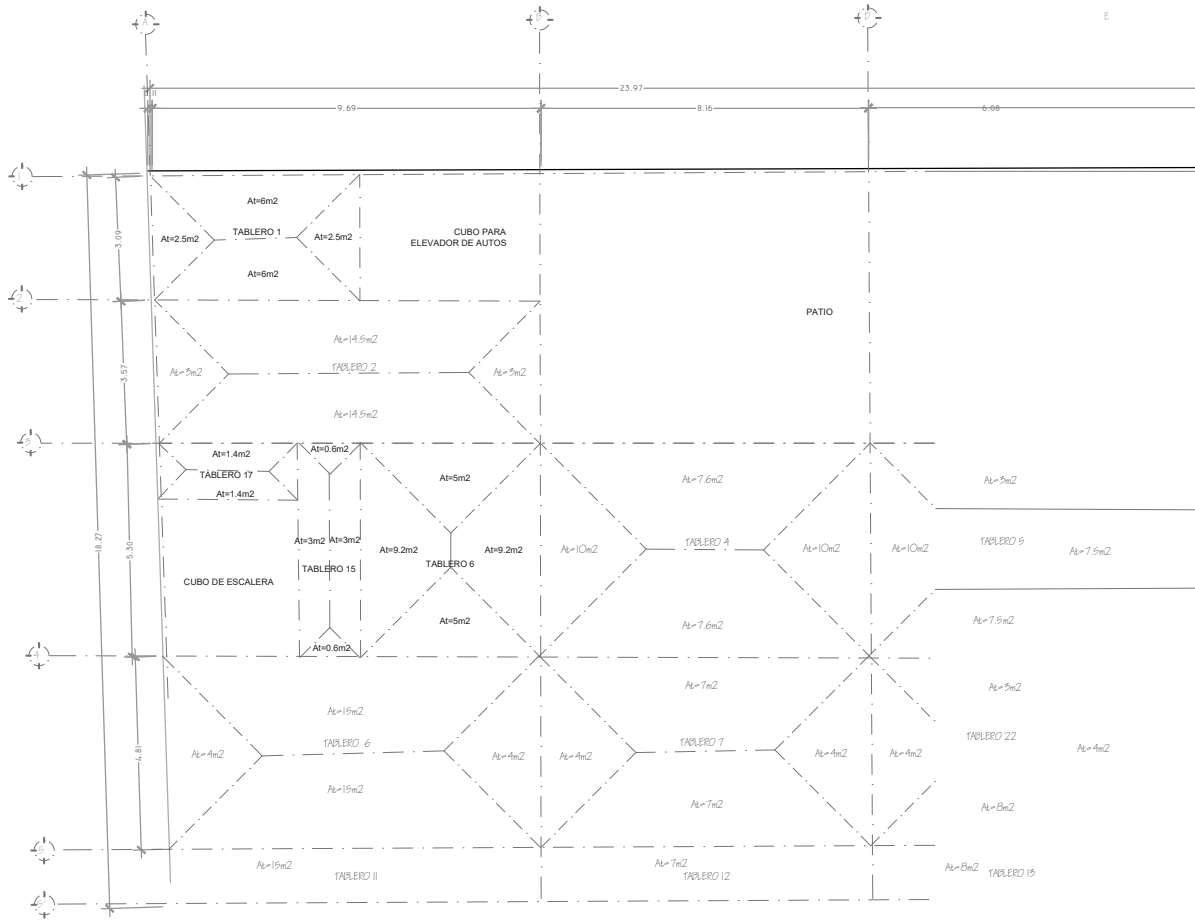 A
B
D
E
23.97
.11
9.69
8.16
6.08
1
At=6m2
TABLERO 1
At=2.5m2
At=2.5m2
At=6m2
CUBO PARA
ELEVADOR DE AUTOS
3.09
2
PATIO
At=14.5m2
TABLERO 2
At=3m2
At=3m2
At=14.5m2
3.57
3
At=1.4m2
TABLERO 17
At=1.4m2
At=0.6m2
At=5m2
At=7.6m2
At=3m2
18.27
5.30
At=3m2
At=3m2
At=9.2m2
At=9.2m2
At=10m2
TABLERO 4
At=10m2
At=10m2
TABLERO 5
At=7.5m2
TABLERO 15
TABLERO 6
CUBO DE ESCALERA
At=5m2
At=7.6m2
At=7.5m2
At=0.6m2
4
At=15m2
At=7m2
At=3m2
TABLERO 6
TABLERO 7
TABLERO 22
At=4m2
At=4m2
At=4m2
At=4m2
At=4m2
At=4m2
4.81
At=15m2
At=7m2
At=8m2
5
At=15m2
At=7m2
At=8m2
TABLERO 11
TABLERO 12
TABLERO 13